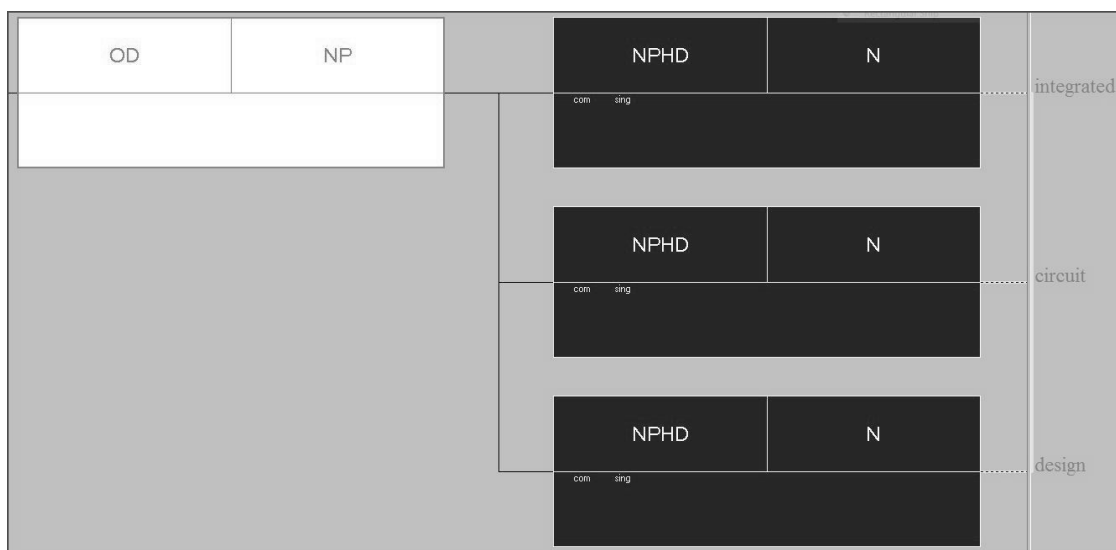 OD NP NPHD N
integrated
com sing
NPHD N
circuit
com sing
NPHD N
design
com sing